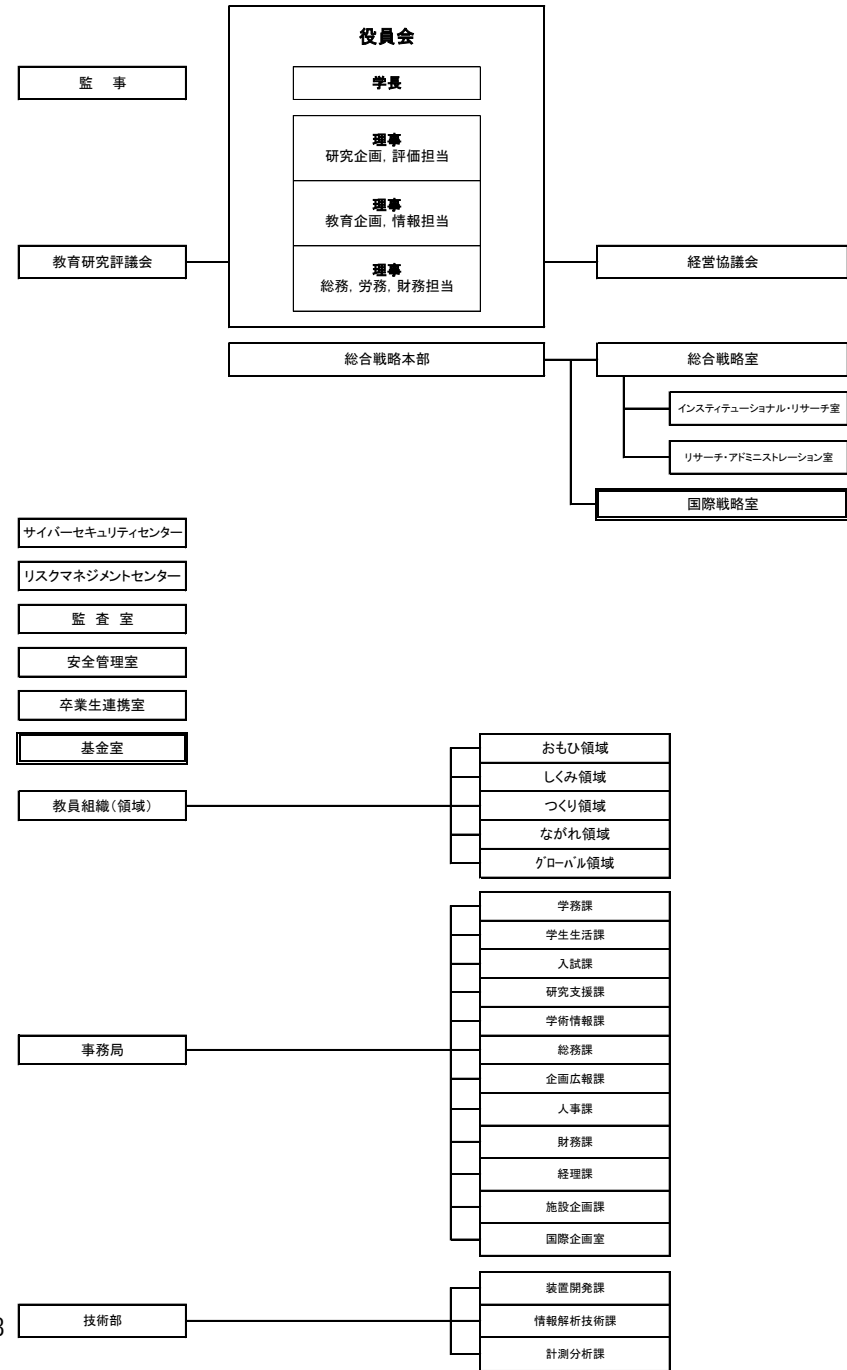 役員会
監　事
学長
理事
研究企画, 評価担当
理事
教育企画, 情報担当
教育研究評議会
理事
総務, 労務, 財務担当
経営協議会
総合戦略本部
総合戦略室
インスティテューショナル・リサーチ室
リサーチ・アドミニストレーション室
国際戦略室
サイバーセキュリティセンター
リスクマネジメントセンター
監 査 室
安全管理室
卒業生連携室
基金室
教員組織(領域)
おもひ領域
しくみ領域
つくり領域
ながれ領域
グローバル領域
事務局
学務課
学生生活課
入試課
研究支援課
学術情報課
総務課
企画広報課
人事課
財務課
経理課
施設企画課
国際企画室
技術部
装置開発課
情報解析技術課
計測分析課